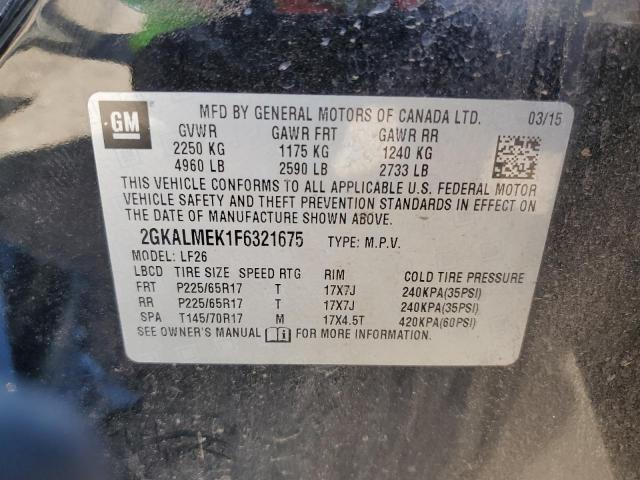 GM
MFD BY GENERAL MOTORS OF CANADA LTD. 03/15
GVWR GAWR FRT GAWR RR
2250 KG 1175 KG 1240 KG
4960 LB 2590 LB 2733 LB
THIS VEHICLE CONFORMS TO ALL APPLICABLE U.S. FEDERAL MOTOR
VEHICLE SAFETY AND THEFT PREVENTION STANDARDS IN EFFECT ON
THE DATE OF MANUFACTURE SHOWN ABOVE.
2GKALMEK1F6321675 TYPE: M.P.V.
MODEL: LF26
LBCD TIRE SIZE SPEED RTG RIM COLD TIRE PRESSURE
FRT P225/65R17 T 17X7J 240KPA(35PSI)
RR P225/65R17 T 17X7J 240KPA(35PSI)
SPA T145/70R17 M 17X4.5T 420KPA(60PSI)
SEE OWNER'S MANUAL FOR MORE INFORMATION.